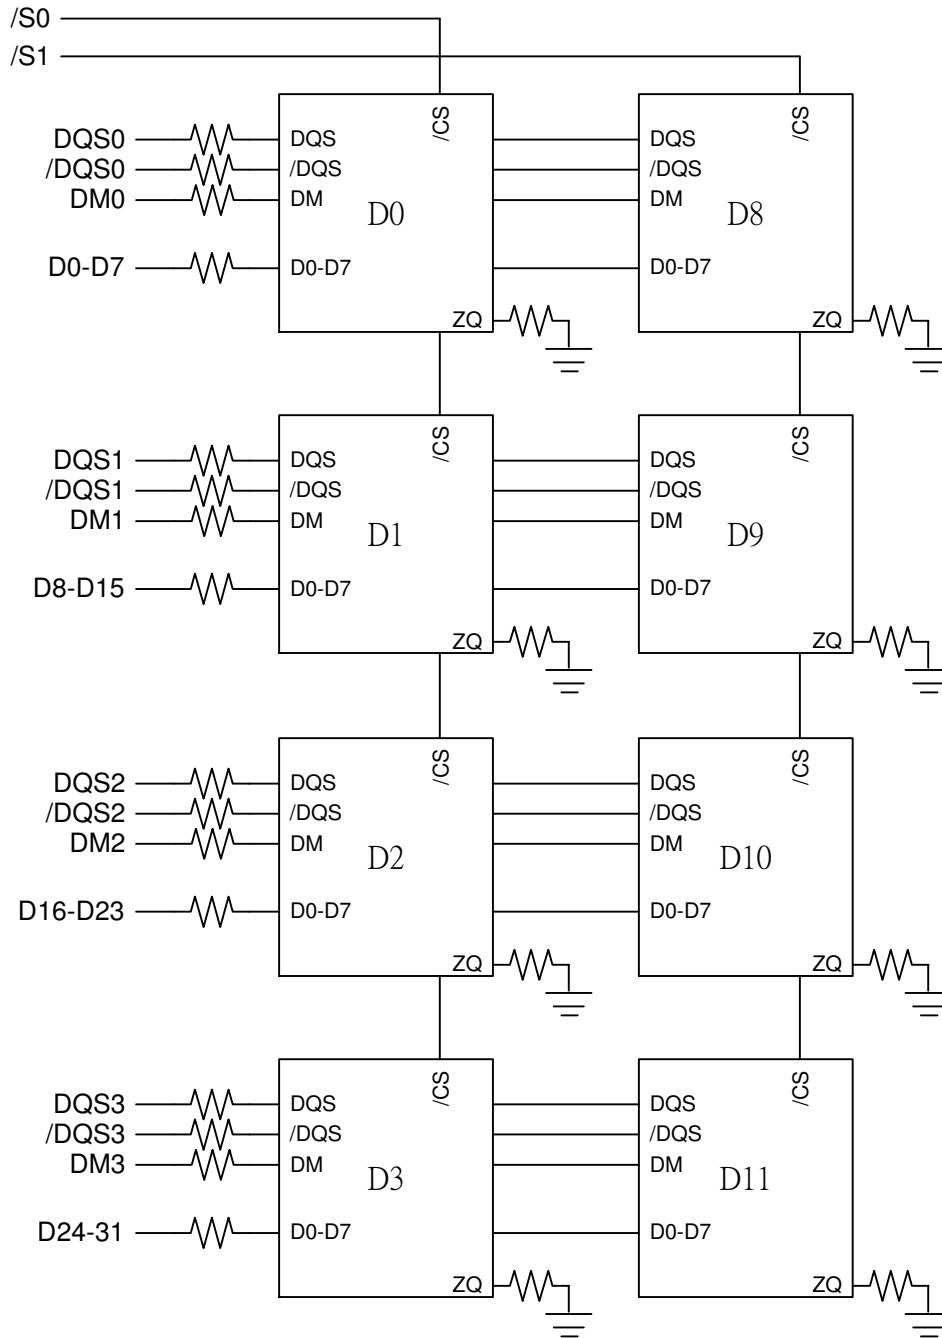 /S0
/S1
/CS /CS
DQS0 DQS DQS
/DQS0 /DQS /DQS
DM0 DM DM
D0 D8
D0-D7 D0-D7 D0-D7
ZQ ZQ
/CS /CS
DQS1 DQS DQS
/DQS1 /DQS /DQS
DM1 DM DM
D1 D9
D8-D15 D0-D7 D0-D7
ZQ ZQ
/CS /CS
DQS2 DQS DQS
/DQS2 /DQS /DQS
DM2 DM DM
D2 D10
D16-D23 D0-D7 D0-D7
ZQ ZQ
/CS /CS
DQS3 DQS DQS
/DQS3 /DQS /DQS
DM3 DM DM
D3 D11
D24-31 D0-D7 D0-D7
ZQ ZQ